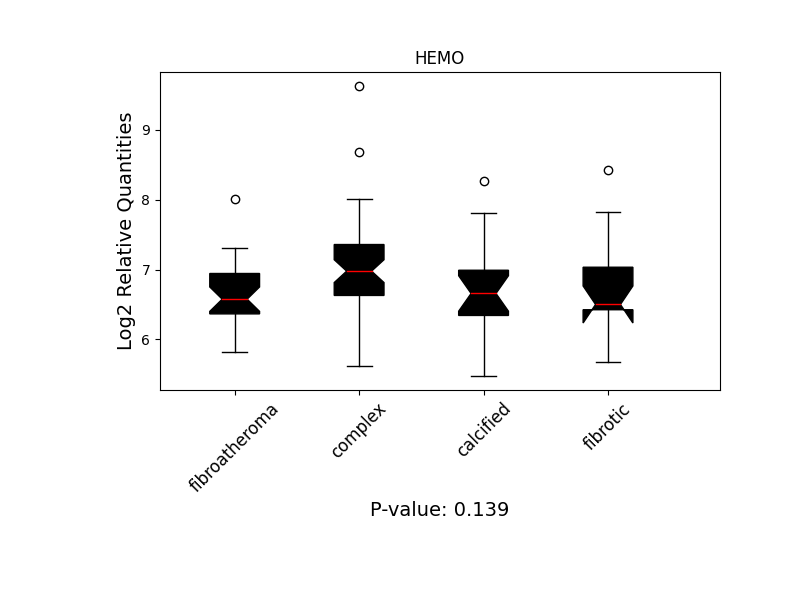 HEMO
Log2 Relative Quantities
9
8
7
6
fibroatheroma
complex
calcified
fibrotic
P-value: 0.139